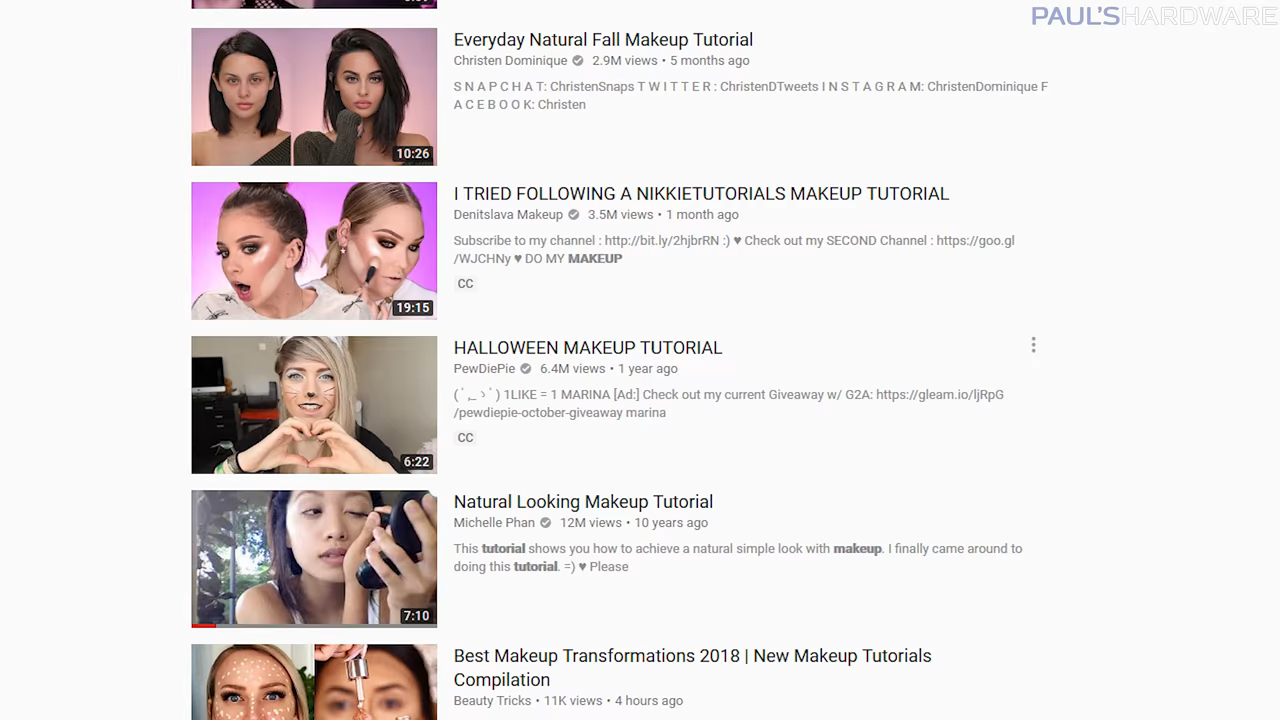 PAUL'SHARDWARE
Everyday Natural Fall Makeup Tutorial
Christen Dominique 2.9M views • 5 months ago
S N A P C H A T: ChristenSnaps T W I T T E R : ChristenDTweets I N S T A G R A M: ChristenDominique F
A C E B O O K: Christen
10:26
I TRIED FOLLOWING A NIKKIETUTORIALS MAKEUP TUTORIAL
Denitslava Makeup 3.5M views • 1 month ago
Subscribe to my channel : http://bit.ly/2hjbrRN :) ♥ Check out my SECOND Channel : https://goo.gl
/WJCHNy ♥ DO MY MAKEUP
CC
19:15
HALLOWEEN MAKEUP TUTORIAL
PewDiePie 6.4M views • 1 year ago
( ͡° ͜ʖ ͡° ) 1LIKE = 1 MARINA [Ad:] Check out my current Giveaway w/ G2A: https://gleam.io/ljRpG
/pewdiepie-october-giveaway marina
CC
6:22
Natural Looking Makeup Tutorial
Michelle Phan 12M views • 10 years ago
This tutorial shows you how to achieve a natural simple look with makeup. I finally came around to
doing this tutorial. =) ♥ Please
7:10
Best Makeup Transformations 2018 | New Makeup Tutorials
Compilation
Beauty Tricks • 11K views • 4 hours ago